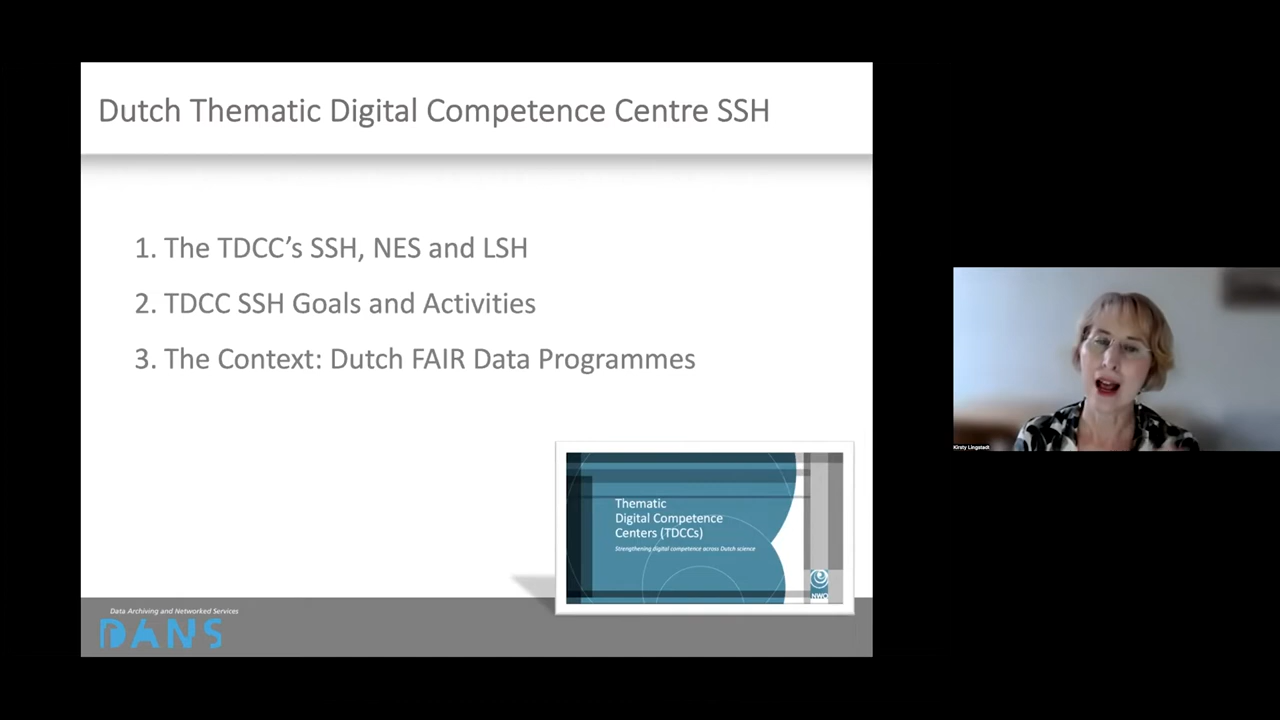 Dutch Thematic Digital Competence Centre SSH
1. The TDCC’s SSH, NES and LSH
2. TDCC SSH Goals and Activities
3. The Context: Dutch FAIR Data Programmes
Thematic
Digital Competence
Centers (TDCCs)
Strengthening digital competence across Dutch science
NWO
Data Archiving and Networked Services
DANS
Kirsty Lingstadt